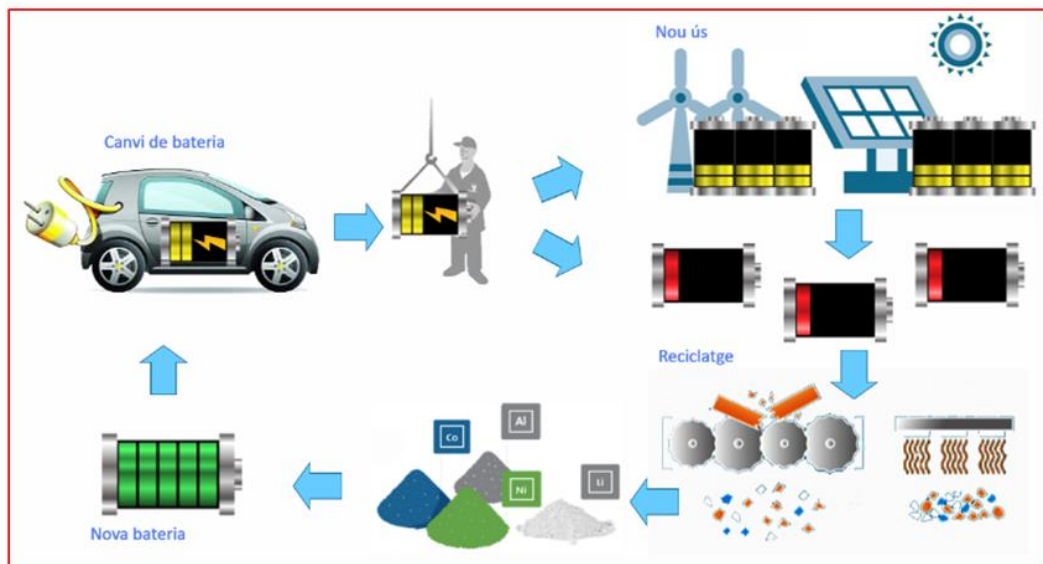 Nou ús
Canvi de bateria
Reciclatge
Al
Co
Ni
Li
Nova bateria